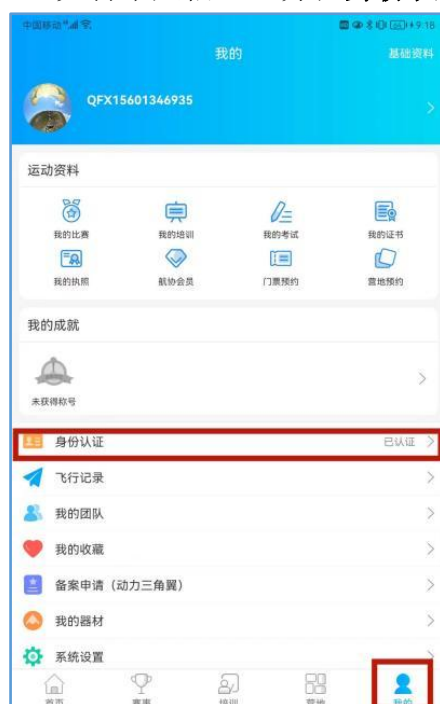 中国移动
9:18
我的
基础资料
QFX15601346935
运动资料
我的比赛 我的培训 我的考试 我的证书
我的执照 航协会员 门票预约 营地预约
我的成就
未获得称号
身份认证 已认证
飞行记录
我的团队
我的收藏
备案申请（动力三角翼）
我的器材
系统设置
首页 赛事 培训 营地 我的